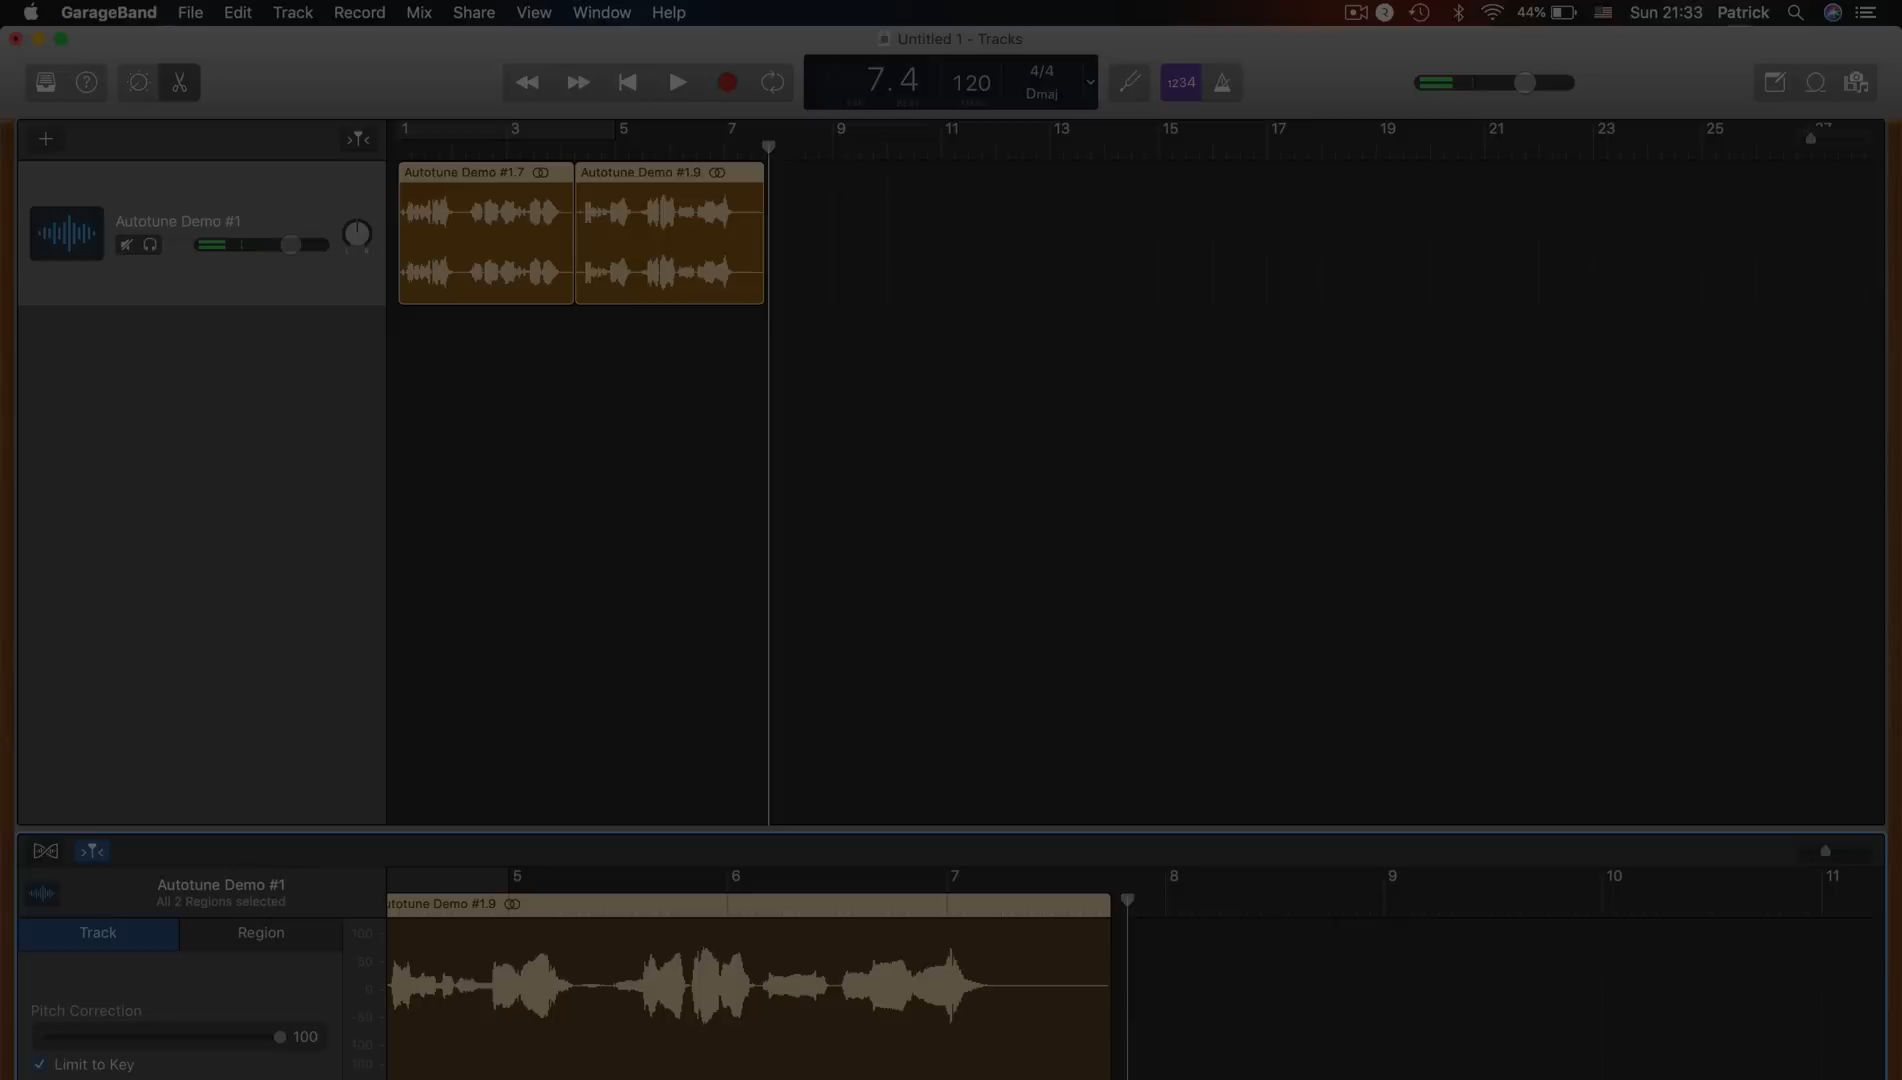 GarageBand File Edit Track Record Mix Share View Window Help 44% Sun 21:33 Patrick
Untitled 1 - Tracks
7.4 120 4/4 Dmaj 1234
1 3 5 7 9 11 13 15 17 19 21 23 25
Autotune Demo #1.7 Autotune Demo #1.9
Autotune Demo #1
5 6 7 8 9 10 11
Autotune Demo #1
All 2 Regions selected
utotune Demo #1.9
Track Region
100
50
0
-50
100
100
Pitch Correction
100
Limit to Key